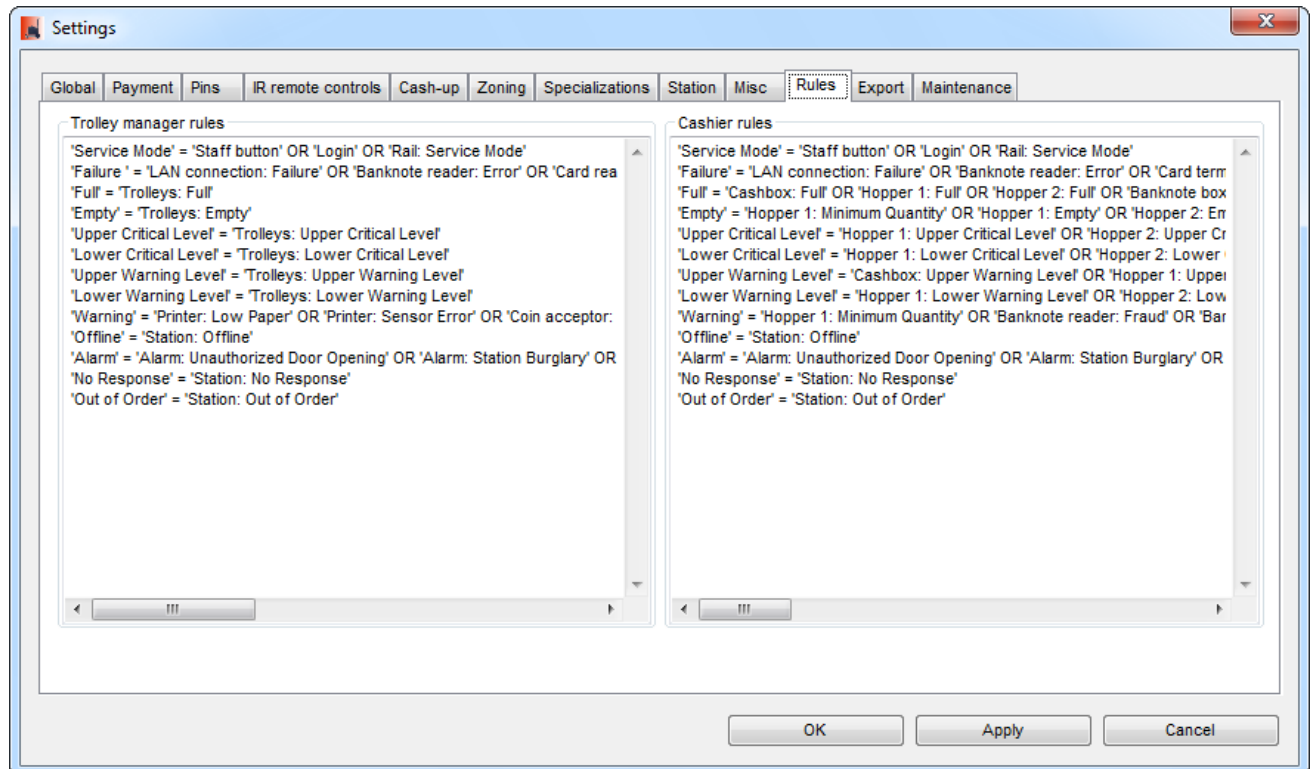 Settings
Global Payment Pins IR remote controls Cash-up Zoning Specializations Station Misc Rules Export Maintenance
Trolley manager rules
'Service Mode' = 'Staff button' OR 'Login' OR 'Rail: Service Mode'
'Failure ' = 'LAN connection: Failure' OR 'Banknote reader: Error' OR 'Card rea
'Full' = 'Trolleys: Full'
'Empty' = 'Trolleys: Empty'
'Upper Critical Level' = 'Trolleys: Upper Critical Level'
'Lower Critical Level' = 'Trolleys: Lower Critical Level'
'Upper Warning Level' = 'Trolleys: Upper Warning Level'
'Lower Warning Level' = 'Trolleys: Lower Warning Level'
'Warning' = 'Printer: Low Paper' OR 'Printer: Sensor Error' OR 'Coin acceptor:
'Offline' = 'Station: Offline'
'Alarm' = 'Alarm: Unauthorized Door Opening' OR 'Alarm: Station Burglary' OR
'No Response' = 'Station: No Response'
'Out of Order' = 'Station: Out of Order'
Cashier rules
'Service Mode' = 'Staff button' OR 'Login' OR 'Rail: Service Mode'
'Failure' = 'LAN connection: Failure' OR 'Banknote reader: Error' OR 'Card term
'Full' = 'Cashbox: Full' OR 'Hopper 1: Full' OR 'Hopper 2: Full' OR 'Banknote box
'Empty' = 'Hopper 1: Minimum Quantity' OR 'Hopper 1: Empty' OR 'Hopper 2: Em
'Upper Critical Level' = 'Hopper 1: Upper Critical Level' OR 'Hopper 2: Upper Cr
'Lower Critical Level' = 'Hopper 1: Lower Critical Level' OR 'Hopper 2: Lower
'Upper Warning Level' = 'Cashbox: Upper Warning Level' OR 'Hopper 1: Upper
'Lower Warning Level' = 'Hopper 1: Lower Warning Level' OR 'Hopper 2: Low
'Warning' = 'Hopper 1: Minimum Quantity' OR 'Banknote reader: Fraud' OR 'Bar
'Offline' = 'Station: Offline'
'Alarm' = 'Alarm: Unauthorized Door Opening' OR 'Alarm: Station Burglary' OR
'No Response' = 'Station: No Response'
'Out of Order' = 'Station: Out of Order'
OK Apply Cancel